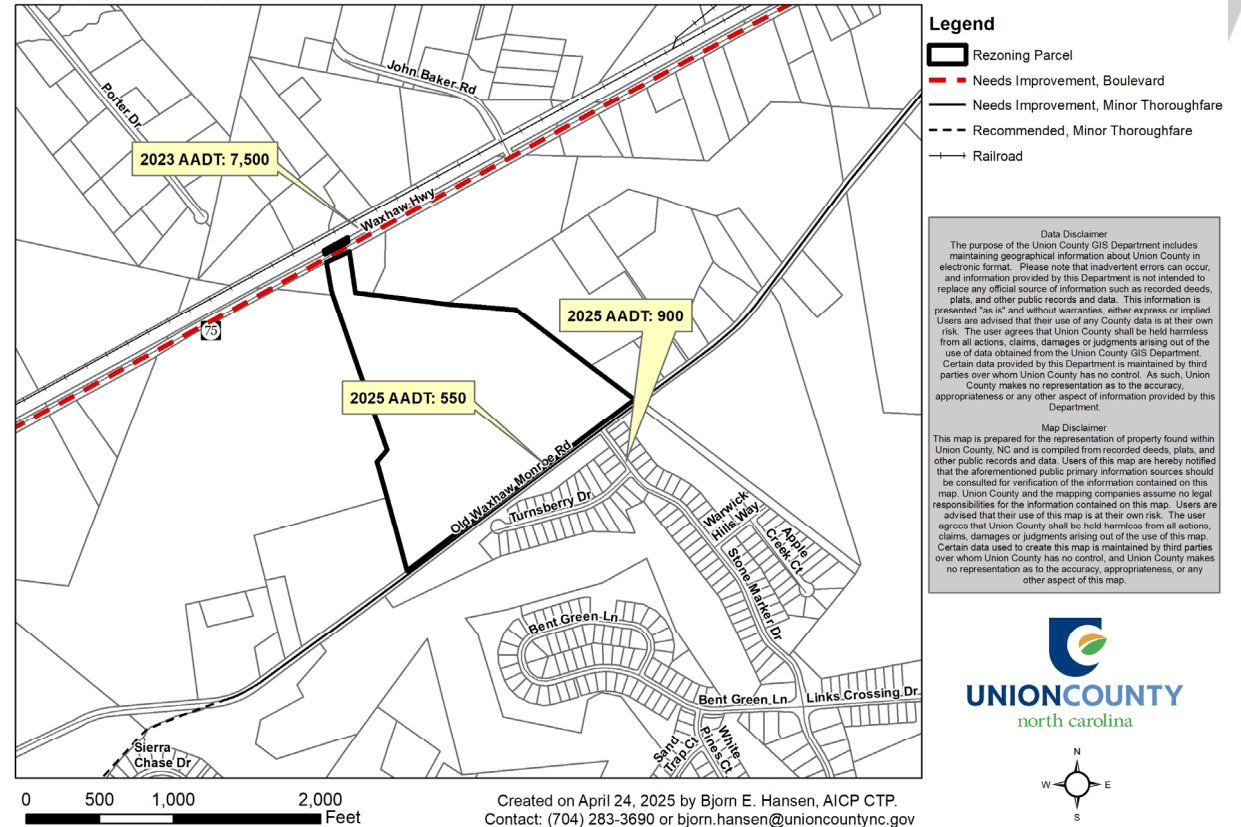 Porter Dr
John Baker Rd
2023 AADT: 7,500
Waxhaw Hwy
75
2025 AADT: 900
2025 AADT: 550
Old Waxhaw Monroe Rd
Turnsberry Dr
Warwick
Hills Way
Apple
Creek Ct
Stone Marker Dr
Bent Green Ln
Bent Green Ln
Links Crossing Dr
Sand
Trap Ct
White
Pines Ct
Sierra
Chase Dr
Legend
Rezoning Parcel
Needs Improvement, Boulevard
Needs Improvement, Minor Thoroughfare
Recommended, Minor Thoroughfare
Railroad
Data Disclaimer
The purpose of the Union County GIS Department includes
maintaining geographical information about Union County in
electronic format. Please note that inadvertent errors can occur,
and information provided by this Department is not intended to
replace any official source of information such as recorded deeds,
plats, and other public records and data. This information is
presented "as is" and without warranties, either express or implied
Users are advised that their use of any County data is at their own
risk. The user agrees that Union County shall be held harmless
from all actions, claims, damages or judgments arising out of the
use of data obtained from the Union County GIS Department.
Certain data provided by this Department is maintained by third
parties over whom Union County has no control. As such, Union
County makes no representation as to the accuracy,
appropriateness or any other aspect of information provided by this
Department.
Map Disclaimer
This map is prepared for the representation of property found within
Union County, NC and is compiled from recorded deeds, plats, and
other public records and data. Users of this map are hereby notified
that the aforementioned public primary information sources should
be consulted for verification of the information contained on this
map. Union County and the mapping companies assume no legal
responsibilities for the information contained on this map. Users are
advised that their use of this map is at their own risk. The user
agrees that Union County shall be held harmless from all actions,
claims, damages or judgments arising out of the use of this map.
Certain data used to create this map is maintained by third parties
over whom Union County has no control, and Union County makes
no representation as to the accuracy, appropriateness, or any
other aspect of this map.
UNIONCOUNTY
north carolina
N
W E
S
0 500 1,000 2,000
Feet
Created on April 24, 2025 by Bjorn E. Hansen, AICP CTP.
Contact: (704) 283-3690 or bjorn.hansen@unioncountync.gov